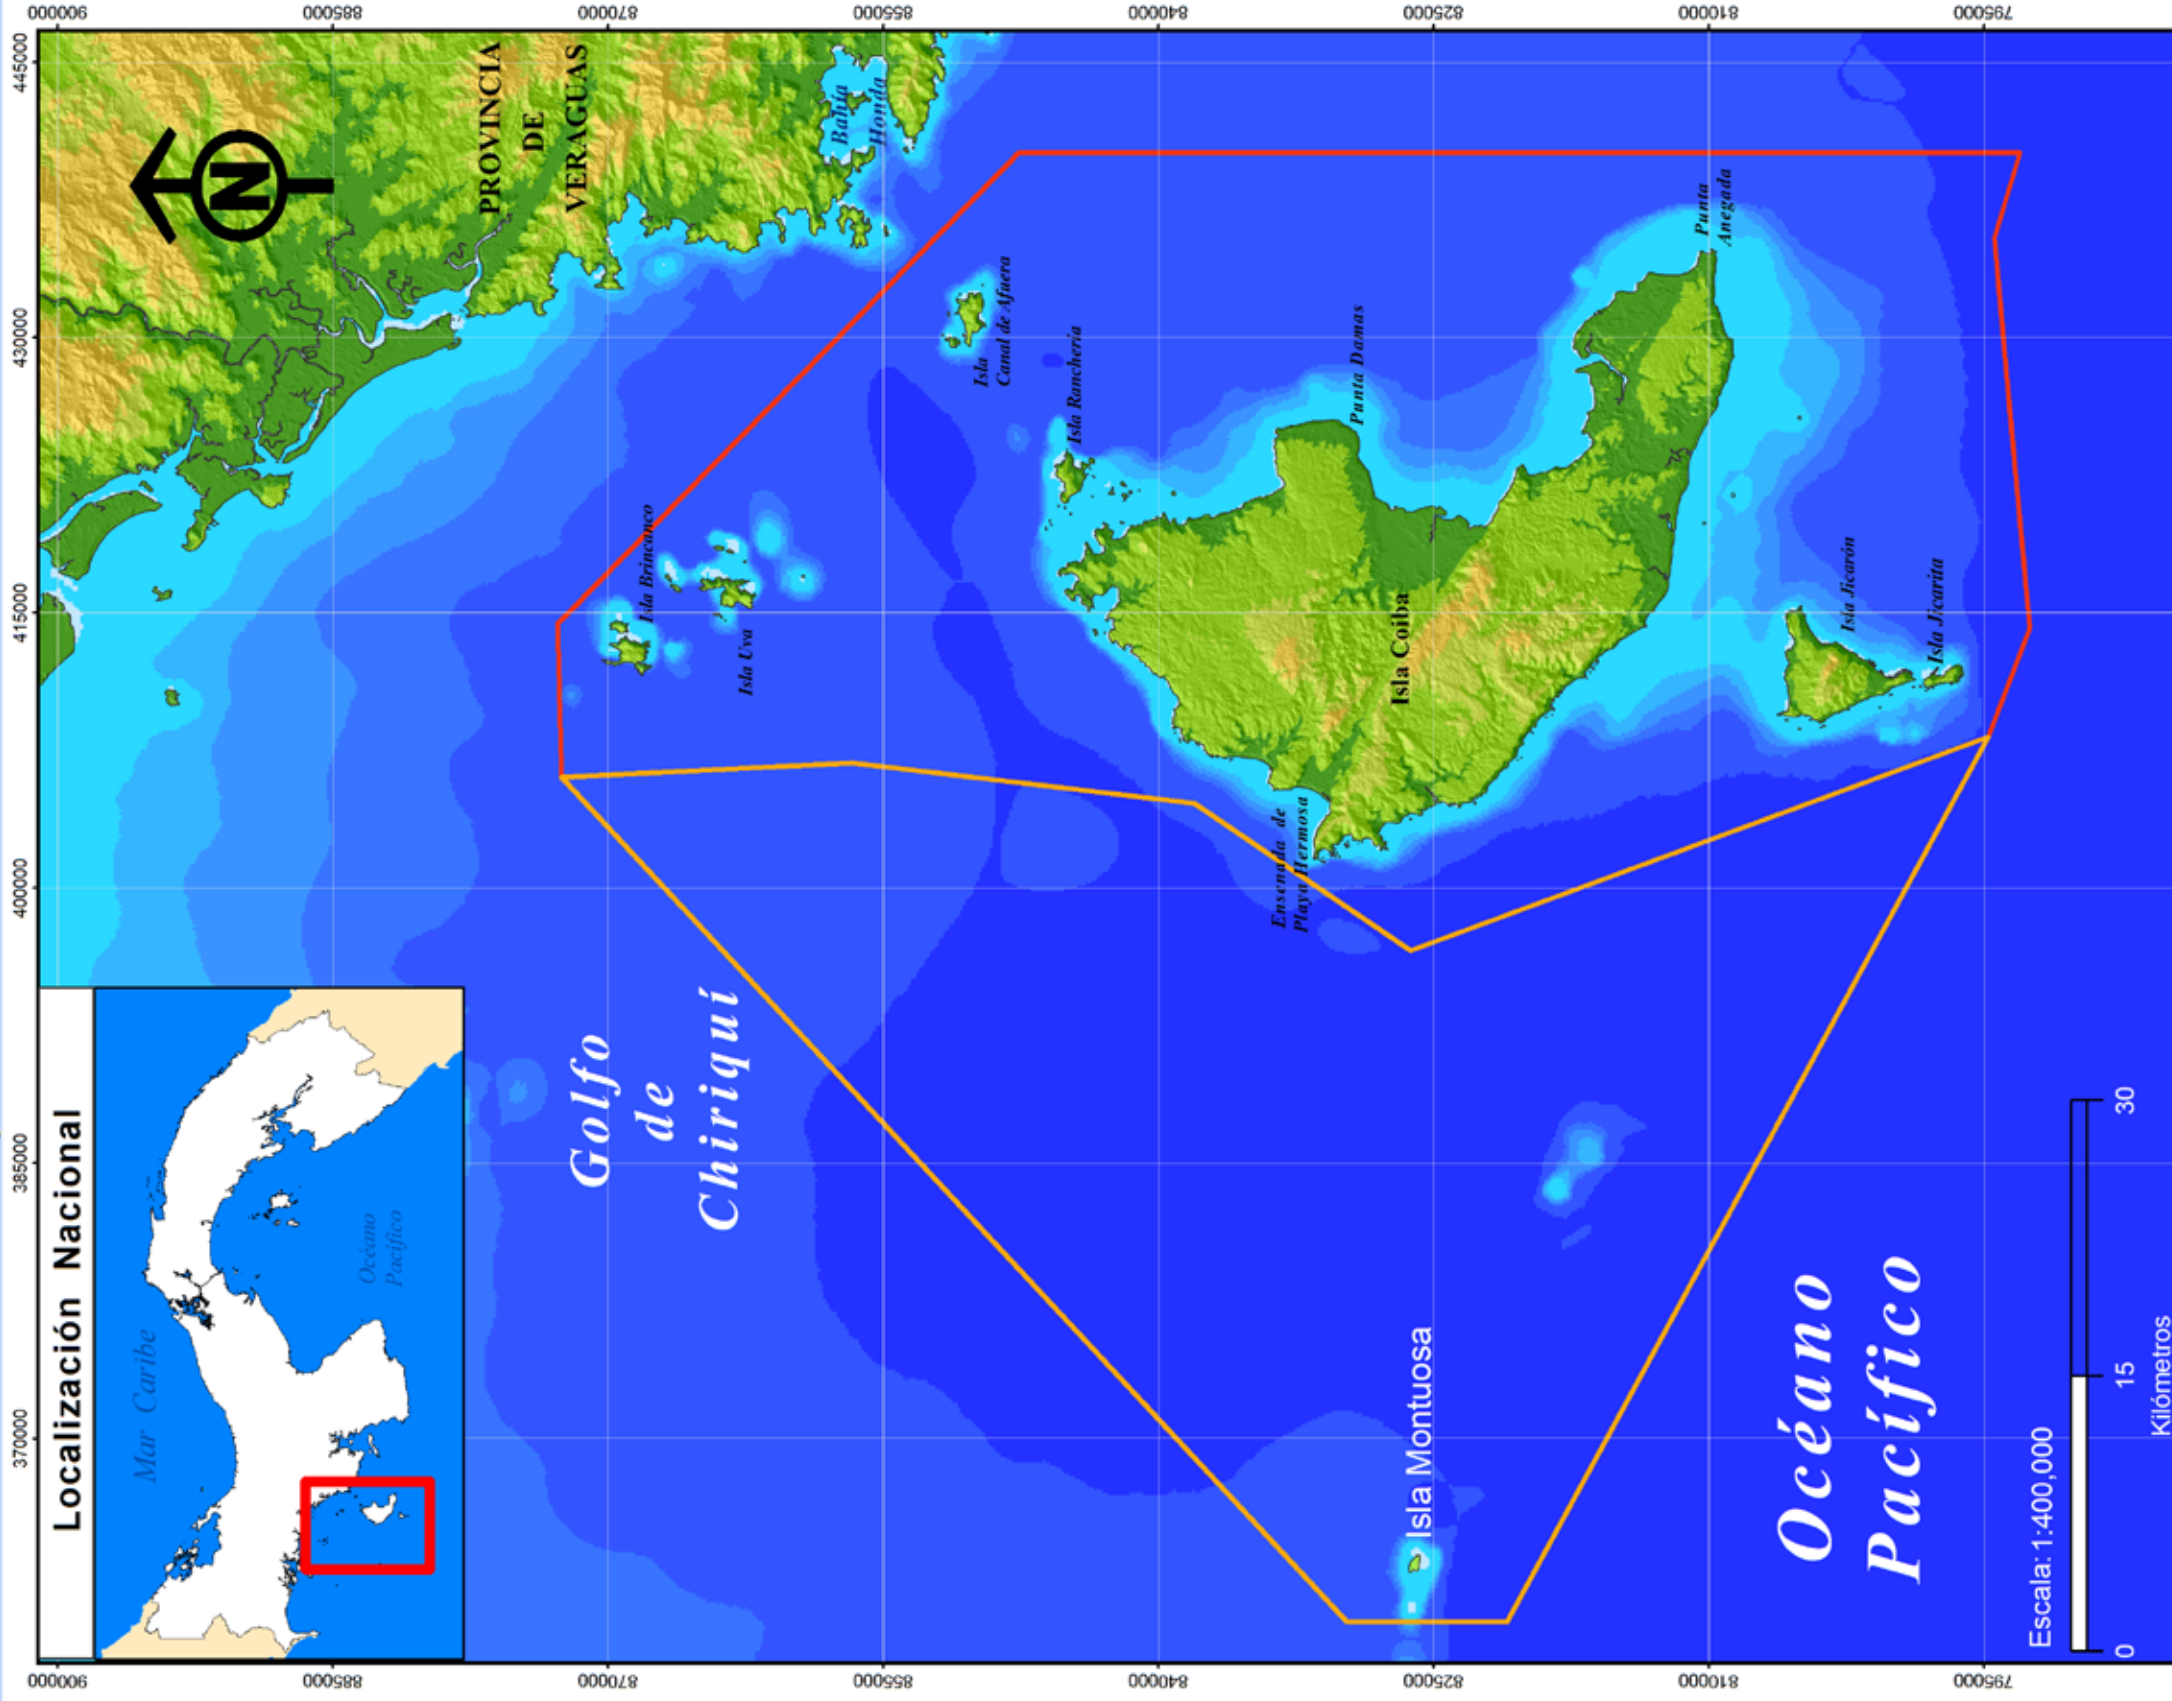 Localización Nacional
Mar Caribe
Océano
Pacífico
345000
360000
370000
385000
400000
415000
430000
445000
900000
885000
870000
855000
840000
825000
810000
795000
N
PROVINCIA
DE
VERAGUAS
Bahía
Honda
Isla
Canal de Afuera
Isla Ranchería
Isla Brincanco
Isla Uva
Punta Damas
Punta
Anegada
Isla Coiba
Isla Jicarón
Isla Jicarita
Ensenada de
Playa Hermosa
Golfo
de
Chiriquí
Isla Montuosa
Océano
Pacífico
Escala: 1:400,000
0
15
30
Kilómetros